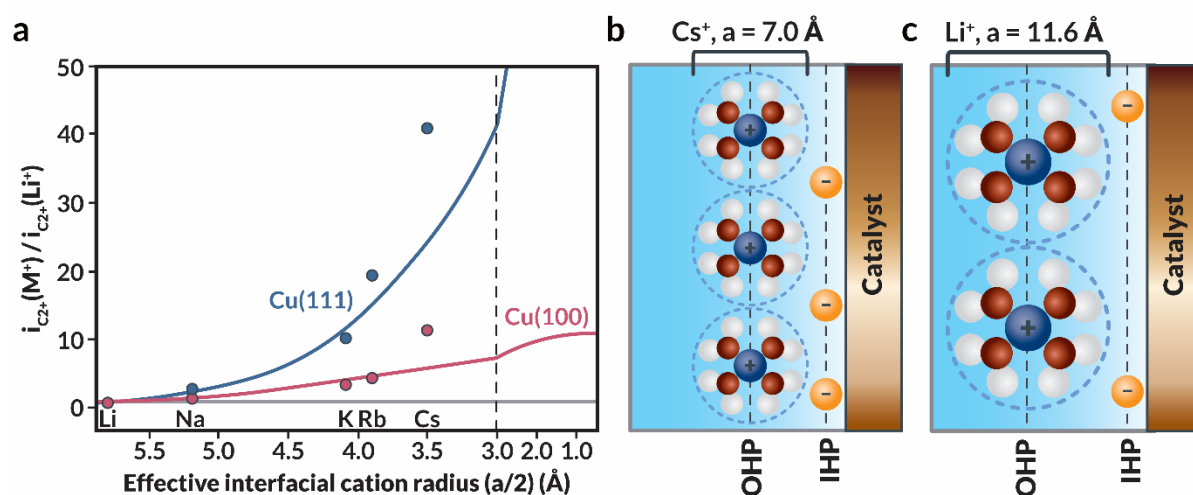 a
50
40
30
20
10
0
i_C2+(M⁺) / i_C2+(Li⁺)
Cu(111)
Cu(100)
Li Na K Rb Cs
5.5 5.0 4.5 4.0 3.5 3.0 2.0 1.0
Effective interfacial cation radius (a/2) (Å)
b
Cs⁺, a = 7.0 Å
+
+
+
-
-
-
Catalyst
OHP
IHP
c
Li⁺, a = 11.6 Å
+
+
-
-
Catalyst
OHP
IHP